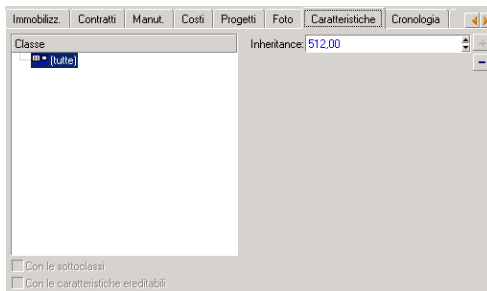 Immobilizz. Contratti Manut. Costi Progetti Foto Caratteristiche Cronologia
Classe
Inheritance: 512,00
(tutte)
Con le sottoclassi
Con le caratteristiche ereditabili